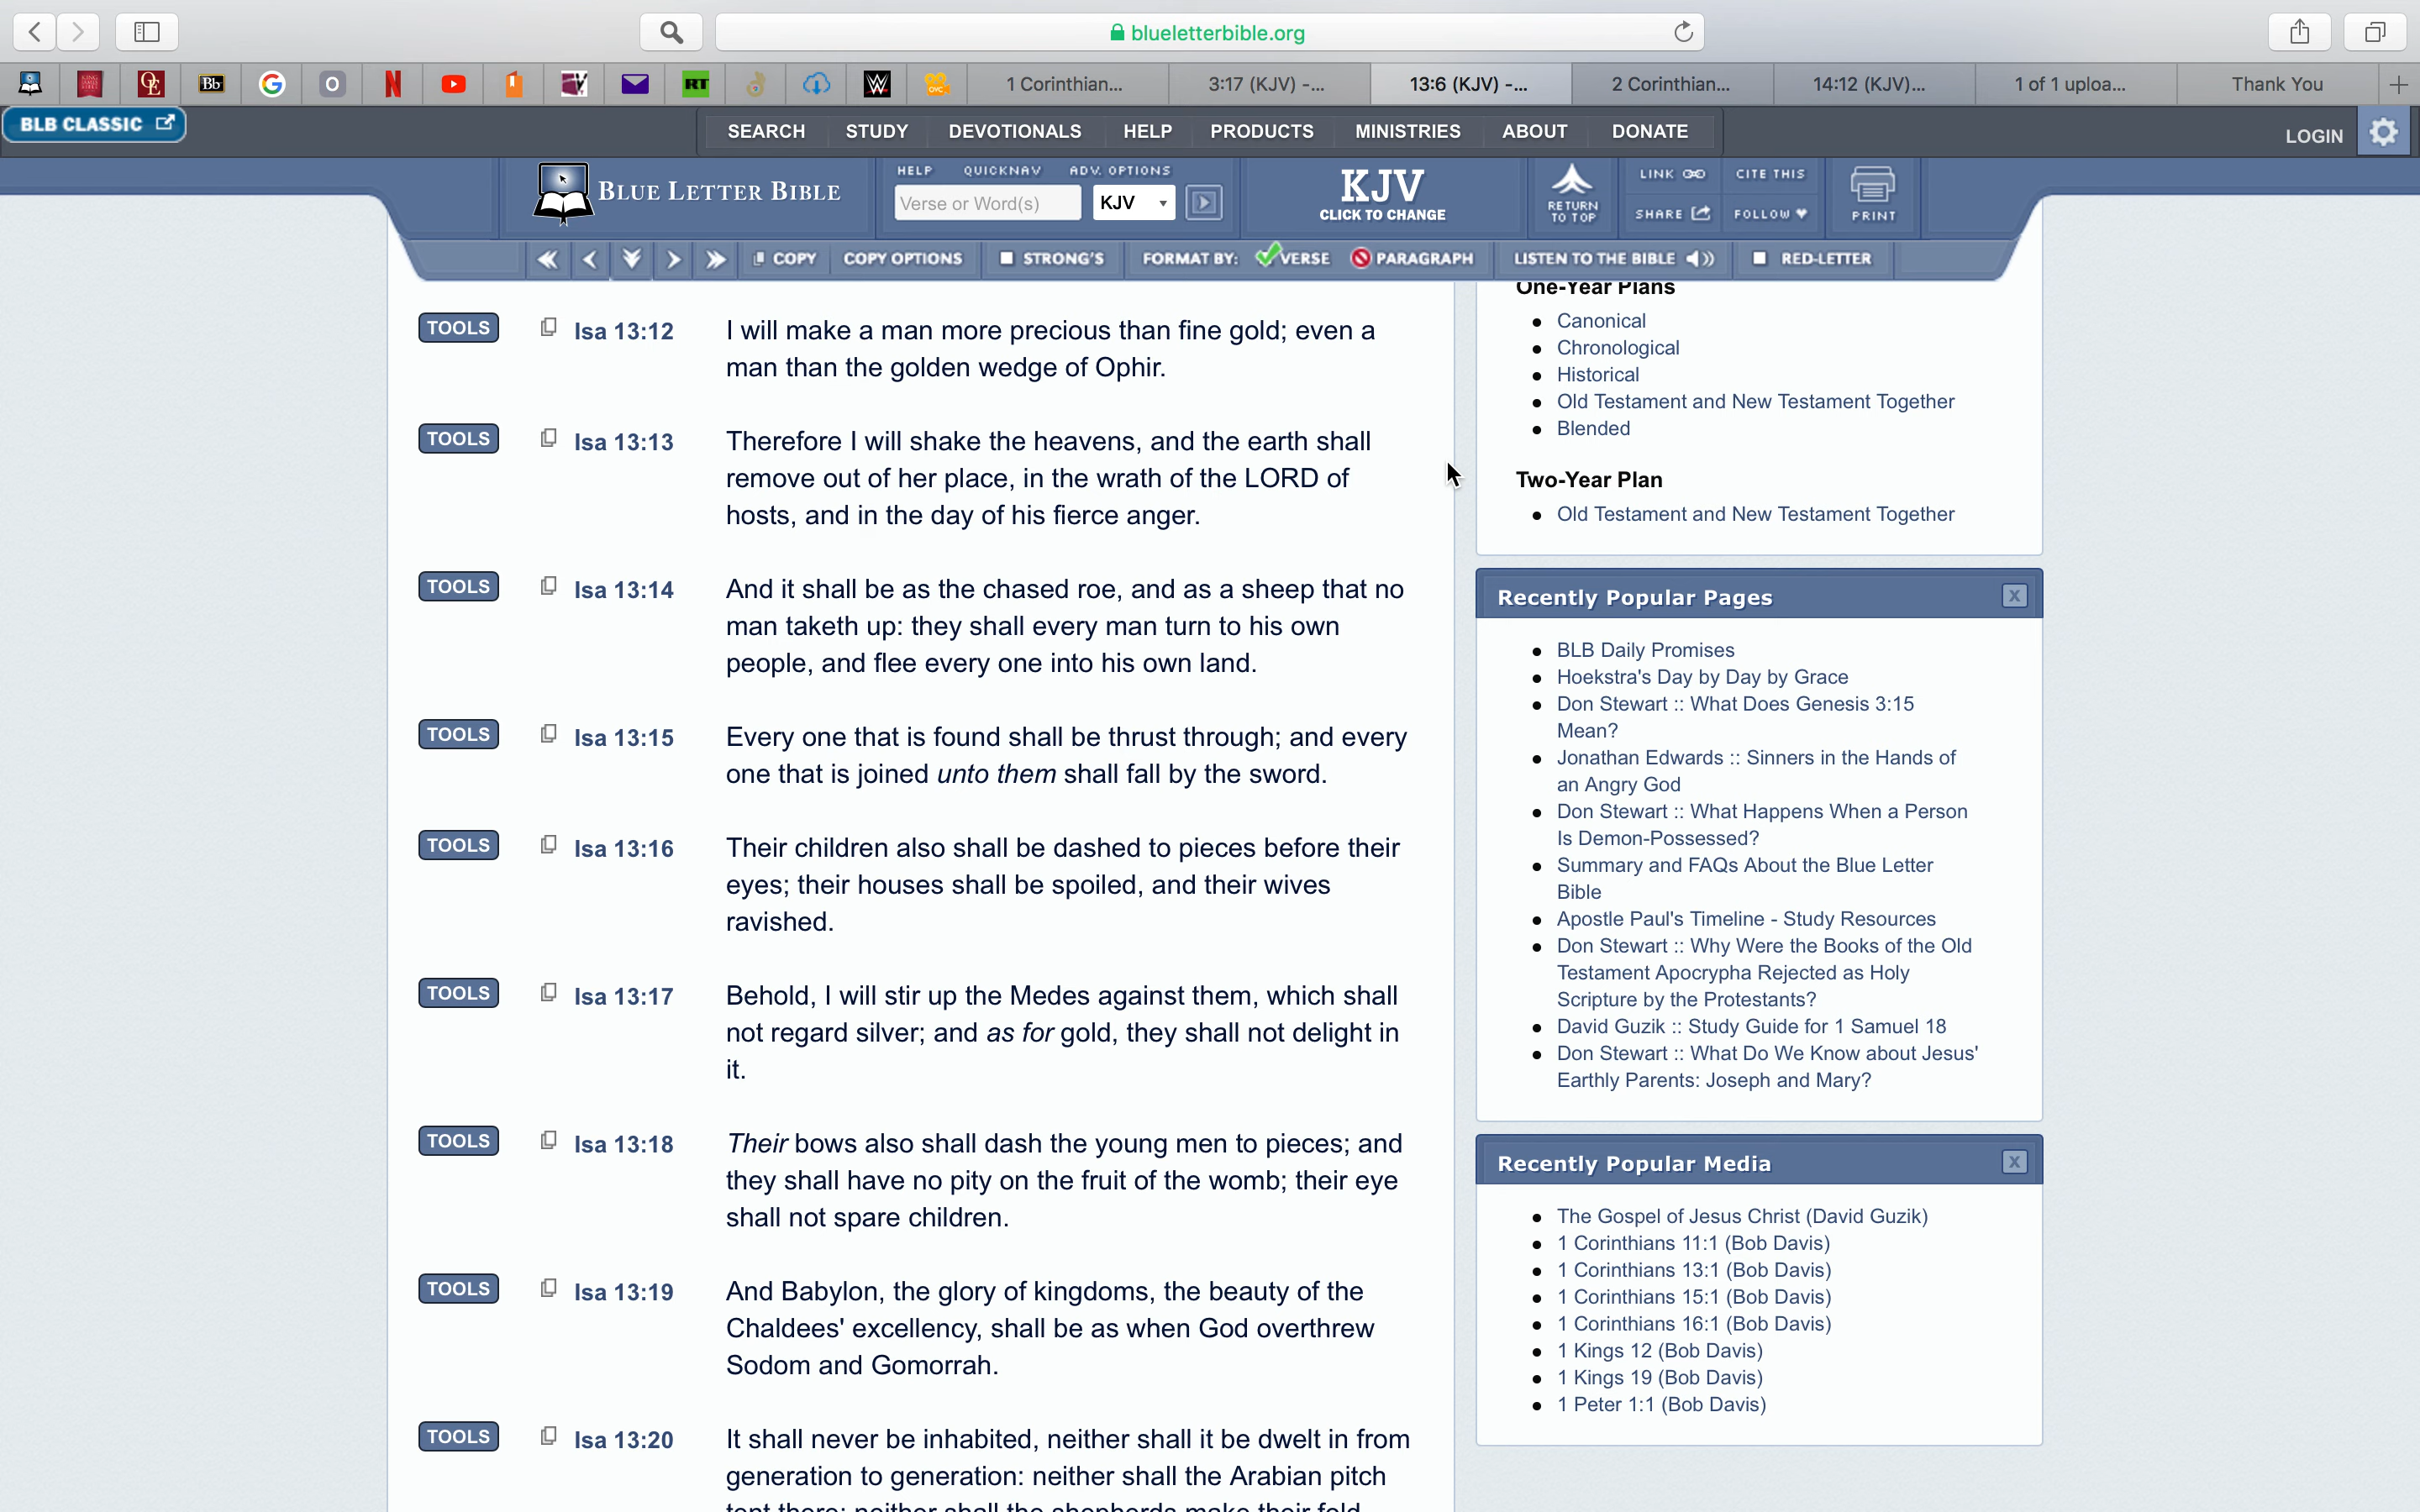 blueletterbible.org
Bb
RT
1 Corinthian...
3:17 (KJV) -...
13:6 (KJV) -...
2 Corinthian...
14:12 (KJV)...
1 of 1 uploa...
Thank You
BLB CLASSIC
SEARCH
STUDY
DEVOTIONALS
HELP
PRODUCTS
MINISTRIES
ABOUT
DONATE
LOGIN
BLUE LETTER BIBLE
HELP QUICKNAV ADV. OPTIONS
Verse or Word(s)
KJV
KJV
CLICK TO CHANGE
RETURN
TO TOP
LINK
CITE THIS
SHARE
FOLLOW
PRINT
COPY
COPY OPTIONS
STRONG'S
FORMAT BY: VERSE PARAGRAPH
LISTEN TO THE BIBLE
RED-LETTER
TOOLS Isa 13:12 I will make a man more precious than fine gold; even a
man than the golden wedge of Ophir.
TOOLS Isa 13:13 Therefore I will shake the heavens, and the earth shall
remove out of her place, in the wrath of the LORD of
hosts, and in the day of his fierce anger.
TOOLS Isa 13:14 And it shall be as the chased roe, and as a sheep that no
man taketh up: they shall every man turn to his own
people, and flee every one into his own land.
TOOLS Isa 13:15 Every one that is found shall be thrust through; and every
one that is joined unto them shall fall by the sword.
TOOLS Isa 13:16 Their children also shall be dashed to pieces before their
eyes; their houses shall be spoiled, and their wives
ravished.
TOOLS Isa 13:17 Behold, I will stir up the Medes against them, which shall
not regard silver; and as for gold, they shall not delight in
it.
TOOLS Isa 13:18 Their bows also shall dash the young men to pieces; and
they shall have no pity on the fruit of the womb; their eye
shall not spare children.
TOOLS Isa 13:19 And Babylon, the glory of kingdoms, the beauty of the
Chaldees' excellency, shall be as when God overthrew
Sodom and Gomorrah.
TOOLS Isa 13:20 It shall never be inhabited, neither shall it be dwelt in from
generation to generation: neither shall the Arabian pitch
tent there; neither shall the shepherds make their fold
One-Year Plans
Canonical
Chronological
Historical
Old Testament and New Testament Together
Blended
Two-Year Plan
Old Testament and New Testament Together
Recently Popular Pages X
BLB Daily Promises
Hoekstra's Day by Day by Grace
Don Stewart :: What Does Genesis 3:15
Mean?
Jonathan Edwards :: Sinners in the Hands of
an Angry God
Don Stewart :: What Happens When a Person
Is Demon-Possessed?
Summary and FAQs About the Blue Letter
Bible
Apostle Paul's Timeline - Study Resources
Don Stewart :: Why Were the Books of the Old
Testament Apocrypha Rejected as Holy
Scripture by the Protestants?
David Guzik :: Study Guide for 1 Samuel 18
Don Stewart :: What Do We Know about Jesus'
Earthly Parents: Joseph and Mary?
Recently Popular Media X
The Gospel of Jesus Christ (David Guzik)
1 Corinthians 11:1 (Bob Davis)
1 Corinthians 13:1 (Bob Davis)
1 Corinthians 15:1 (Bob Davis)
1 Corinthians 16:1 (Bob Davis)
1 Kings 12 (Bob Davis)
1 Kings 19 (Bob Davis)
1 Peter 1:1 (Bob Davis)